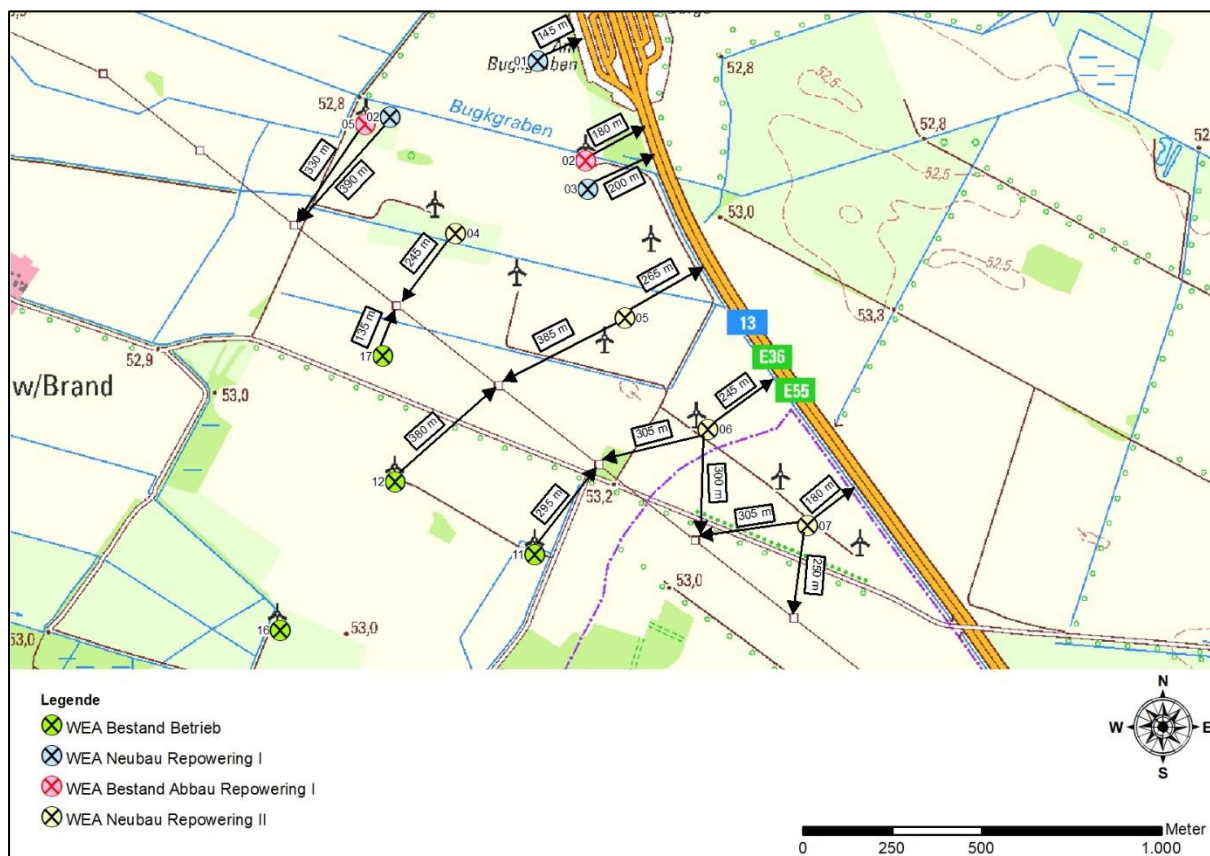 145 m
Am
Bugkgraben
01
52,8
52,8
05
02
Bugkgraben
180 m
52,8
52,5
330 m
390 m
02
03
200 m
53,0
52,5
04
245 m
265 m
52,5
05
53,3
135 m
385 m
13
17
52,9
E36
w/Brand
53,0
245 m
E55
380 m
305 m
06
12
300 m
53,2
180 m
295 m
305 m
07
11
250 m
53,0
16
53,0
53,0
Legende
WEA Bestand Betrieb
WEA Neubau Repowering I
WEA Bestand Abbau Repowering I
WEA Neubau Repowering II
N
W
E
S
Meter
0
250
500
1.000